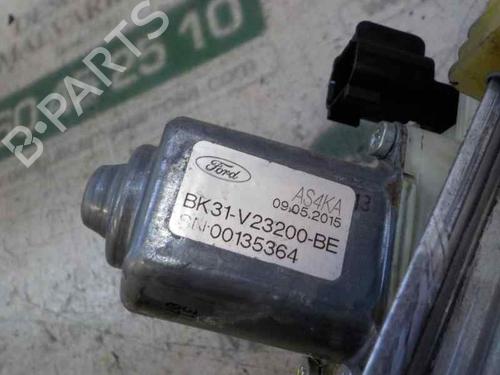 B-PARTS
Ford
AS4KA
09.05.2015
BK31-V23200-BE
SN:00135364